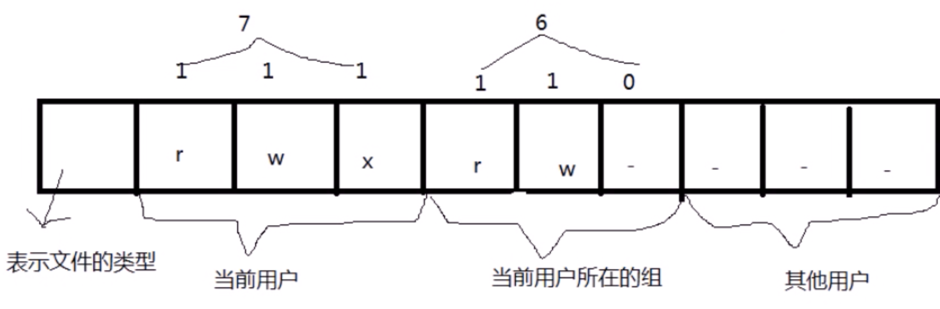 7 6
1 1 1 1 1 0
r w x r w - - - -
表示文件的类型 当前用户 当前用户所在的组 其他用户